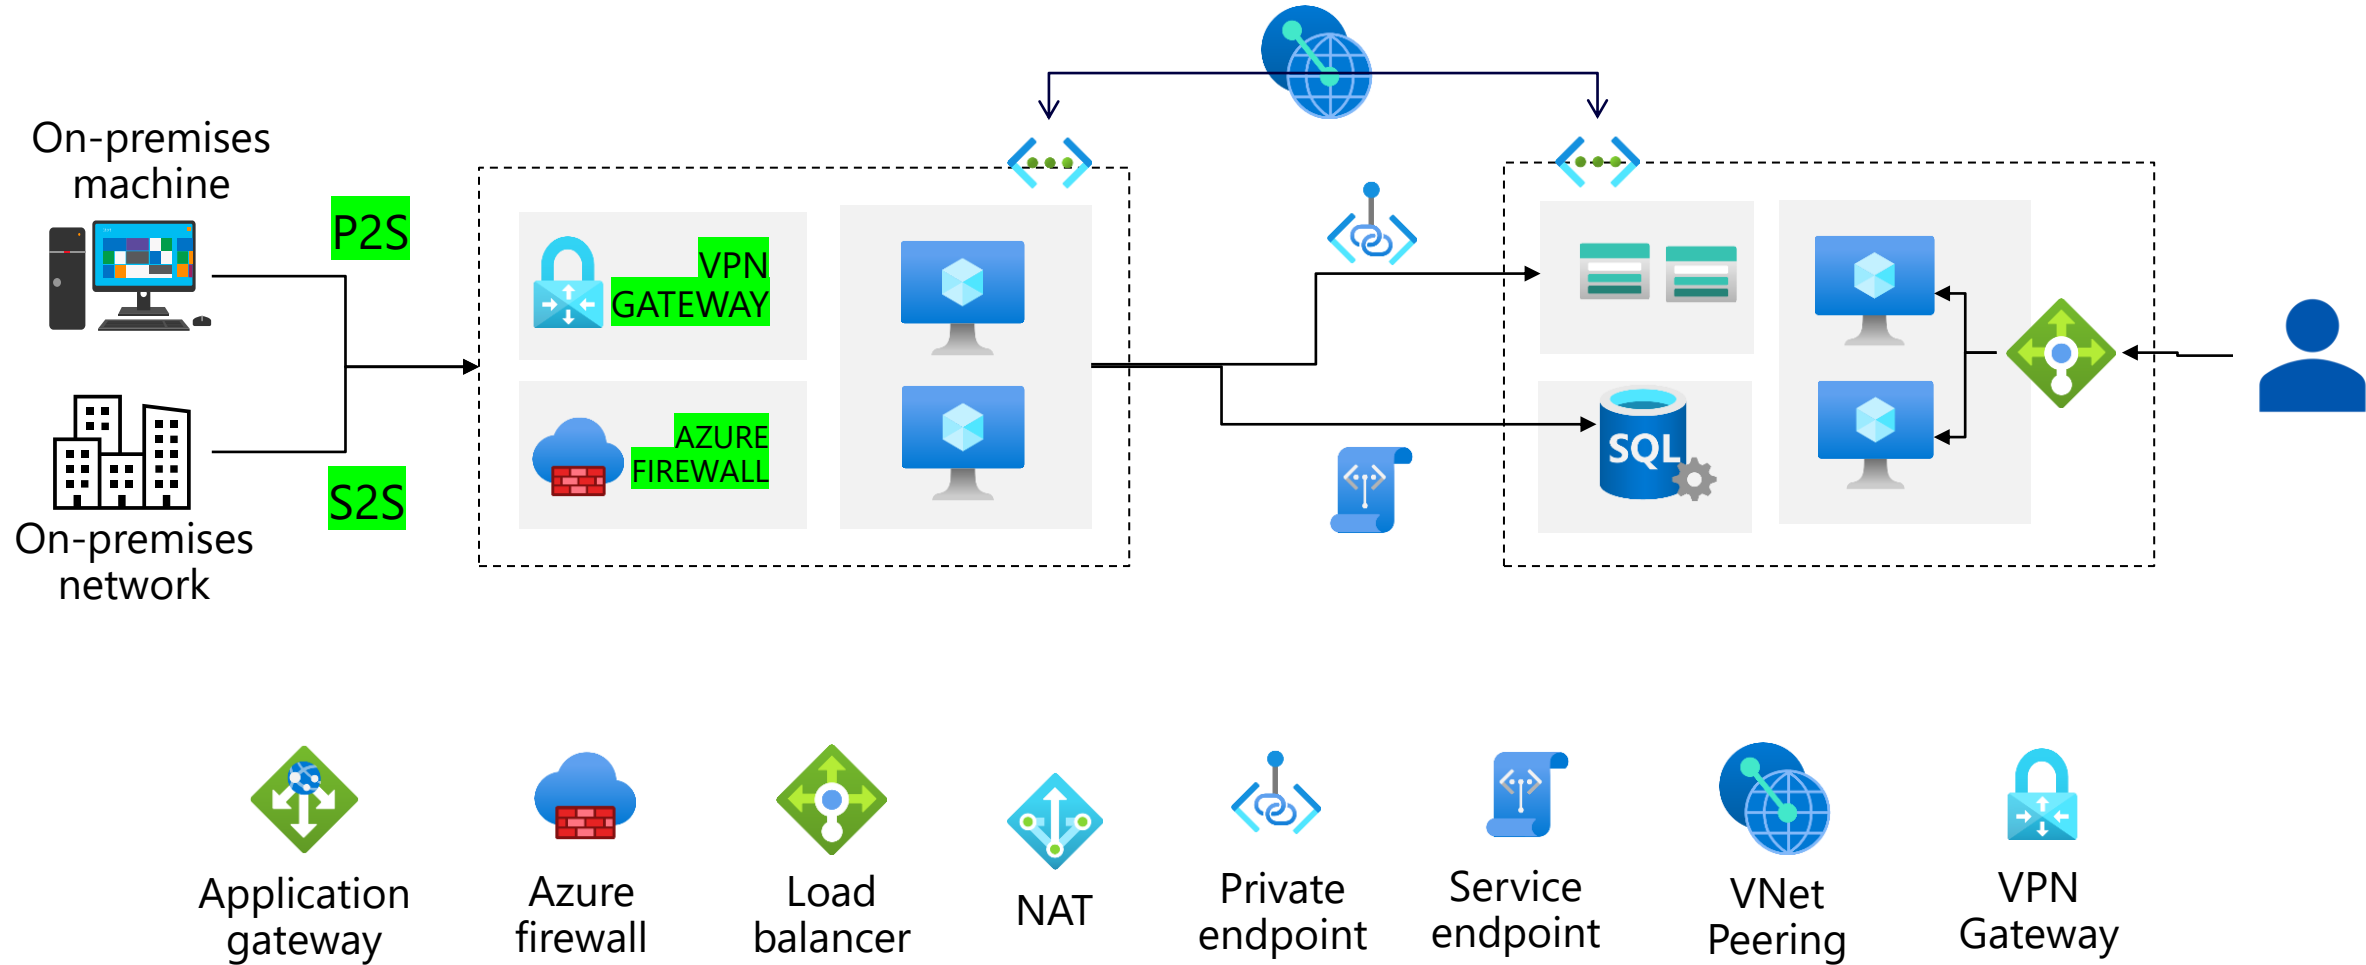 On-premises
machine
P2S
VPN
GATEWAY
AZURE
FIREWALL
SQL
S2S
On-premises
network
Application
gateway
Azure
firewall
Load
balancer
NAT
Private
endpoint
Service
endpoint
VNet
Peering
VPN
Gateway